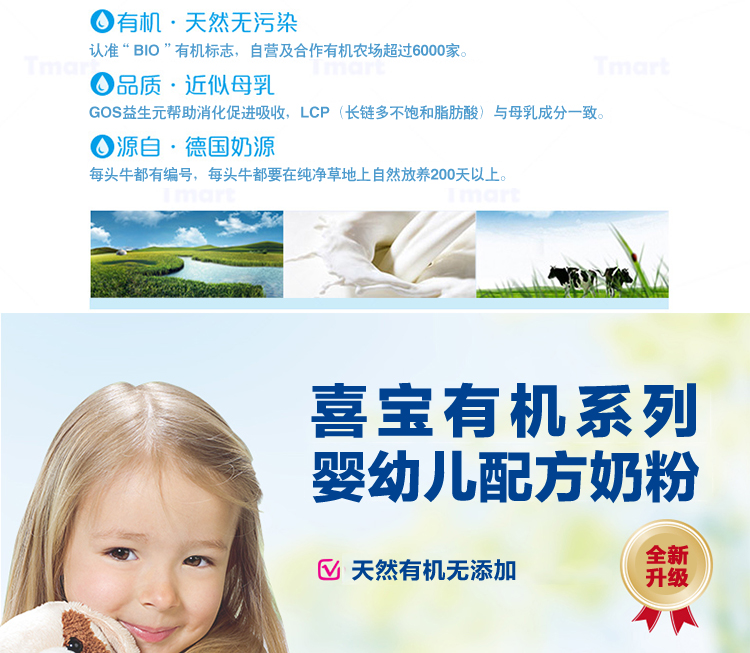 有机·天然无污染
认准“BIO”有机标志，自营及合作有机农场超过6000家。
Tmart Tmart Tmart
品质·近似母乳
GOS益生元帮助消化促进吸收，LCP（长链多不饱和脂肪酸）与母乳成分一致。
源自·德国奶源
每头牛都有编号，每头牛都要在纯净草地上自然放养200天以上。
Tmart Tmart
喜宝有机系列
婴幼儿配方奶粉
天然有机无添加
全新
升级